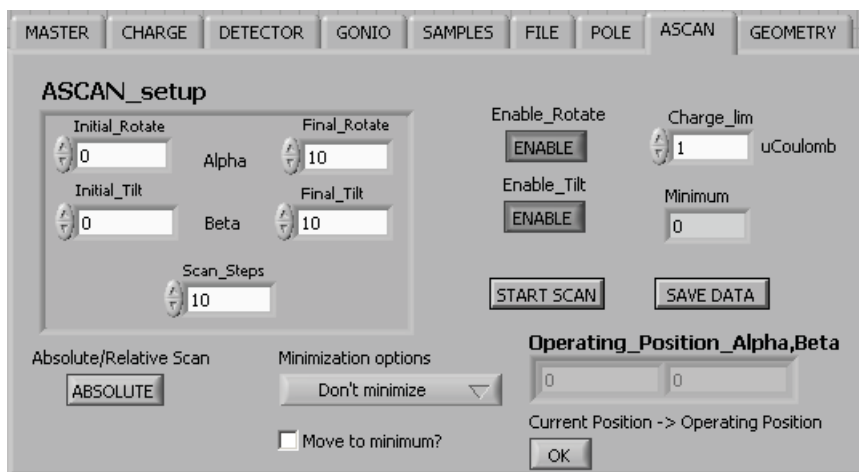 MASTER CHARGE DETECTOR GONIO SAMPLES FILE POLE ASCAN GEOMETRY
ASCAN_setup
Initial_Rotate Final_Rotate
0 Alpha 10
Initial_Tilt Final_Tilt
0 Beta 10
Scan_Steps
10
Enable_Rotate Charge_lim
ENABLE 1 uCoulomb
Enable_Tilt Minimum
ENABLE 0
START SCAN SAVE DATA
Absolute/Relative Scan
ABSOLUTE
Minimization options
Don't minimize
Move to minimum?
Operating_Position_Alpha,Beta
0 0
Current Position -> Operating Position
OK